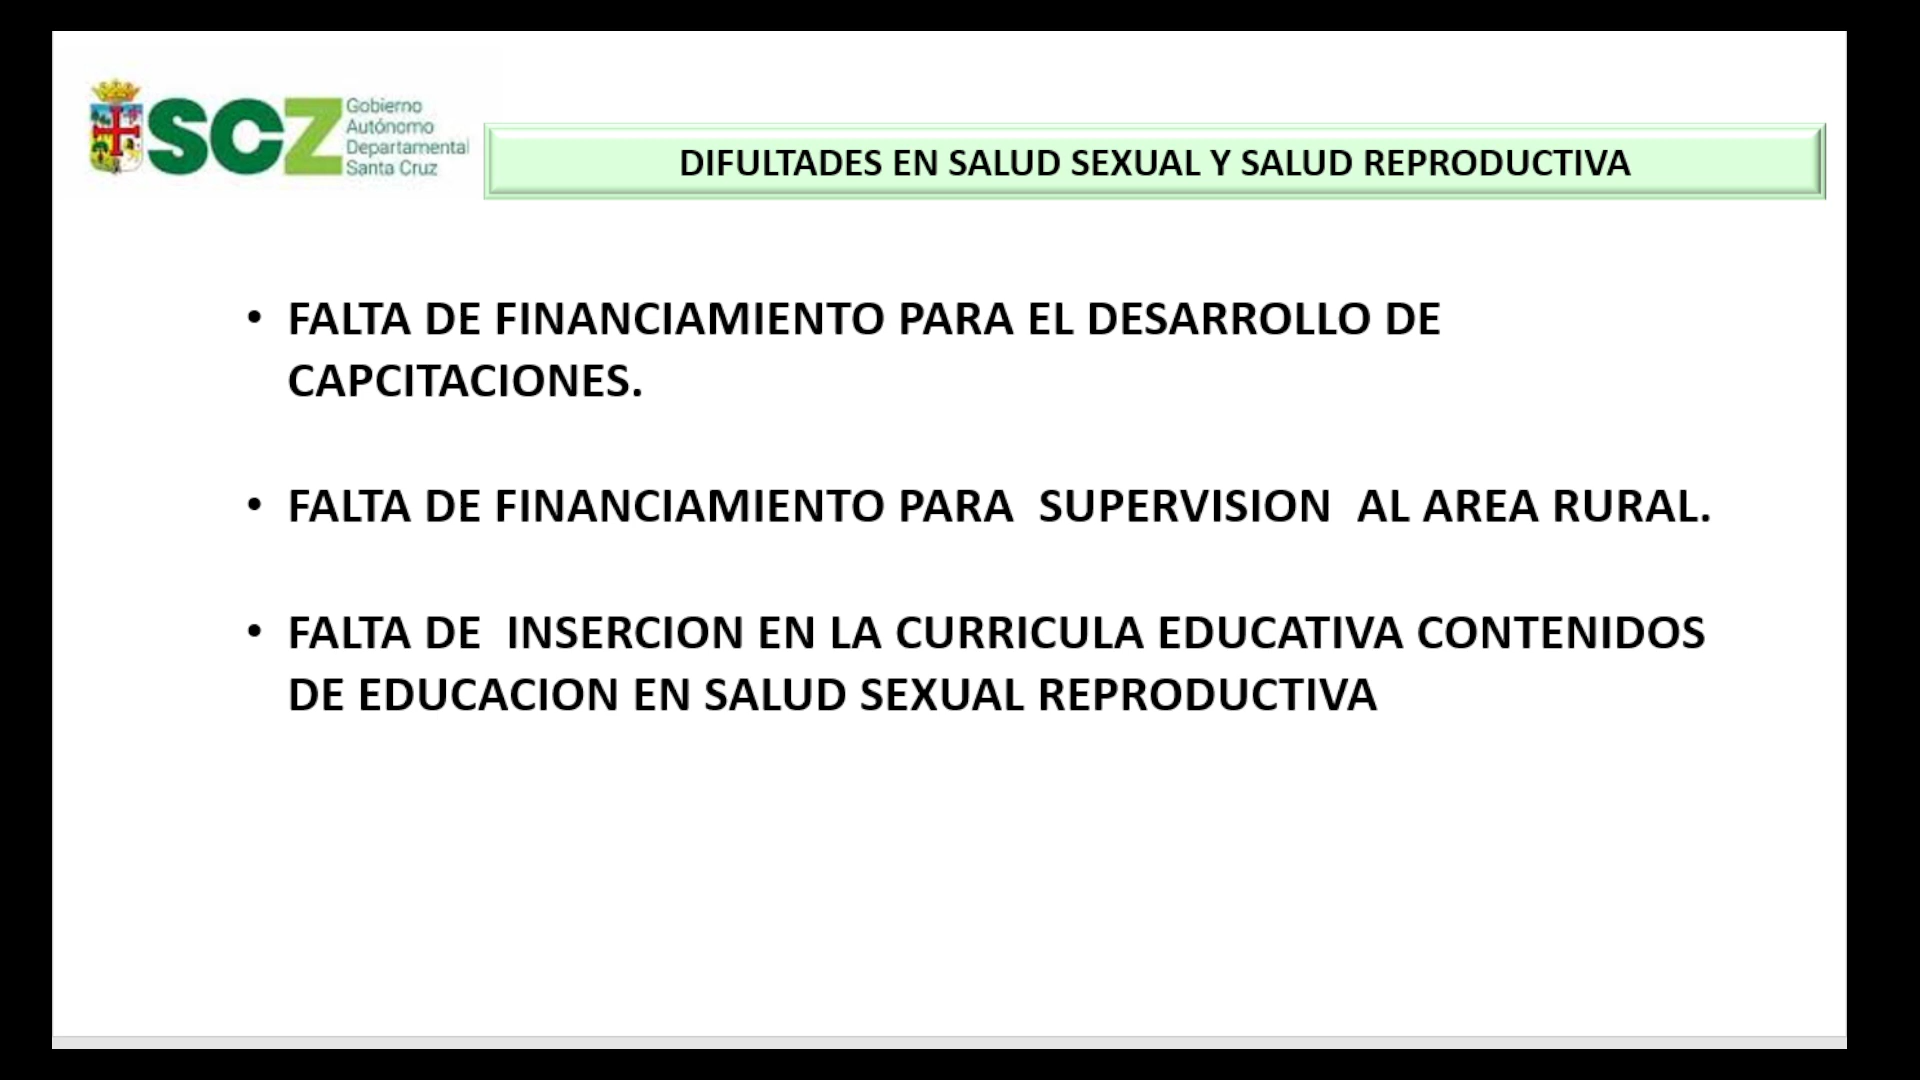 SCZ
Gobierno
Autónomo
Departamental
Santa Cruz
DIFULTADES EN SALUD SEXUAL Y SALUD REPRODUCTIVA
• FALTA DE FINANCIAMIENTO PARA EL DESARROLLO DE
CAPCITACIONES.
• FALTA DE FINANCIAMIENTO PARA  SUPERVISION  AL AREA RURAL.
• FALTA DE  INSERCION EN LA CURRICULA EDUCATIVA CONTENIDOS
DE EDUCACION EN SALUD SEXUAL REPRODUCTIVA